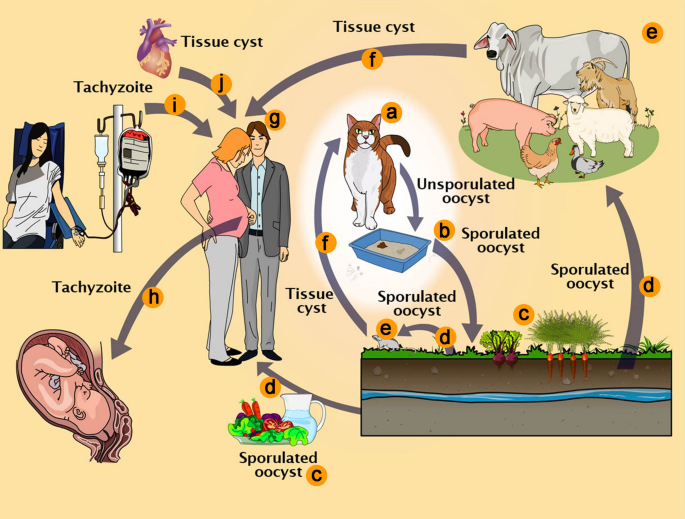 Tissue cyst
e
Tissue cyst
f
j
Tachyzoite
i
g
a
Unsporulated
oocyst
b
Sporulated
oocyst
f
Tissue
cyst
Sporulated
oocyst
Sporulated
oocyst
d
Tachyzoite
h
e
d
c
d
Sporulated
oocyst c